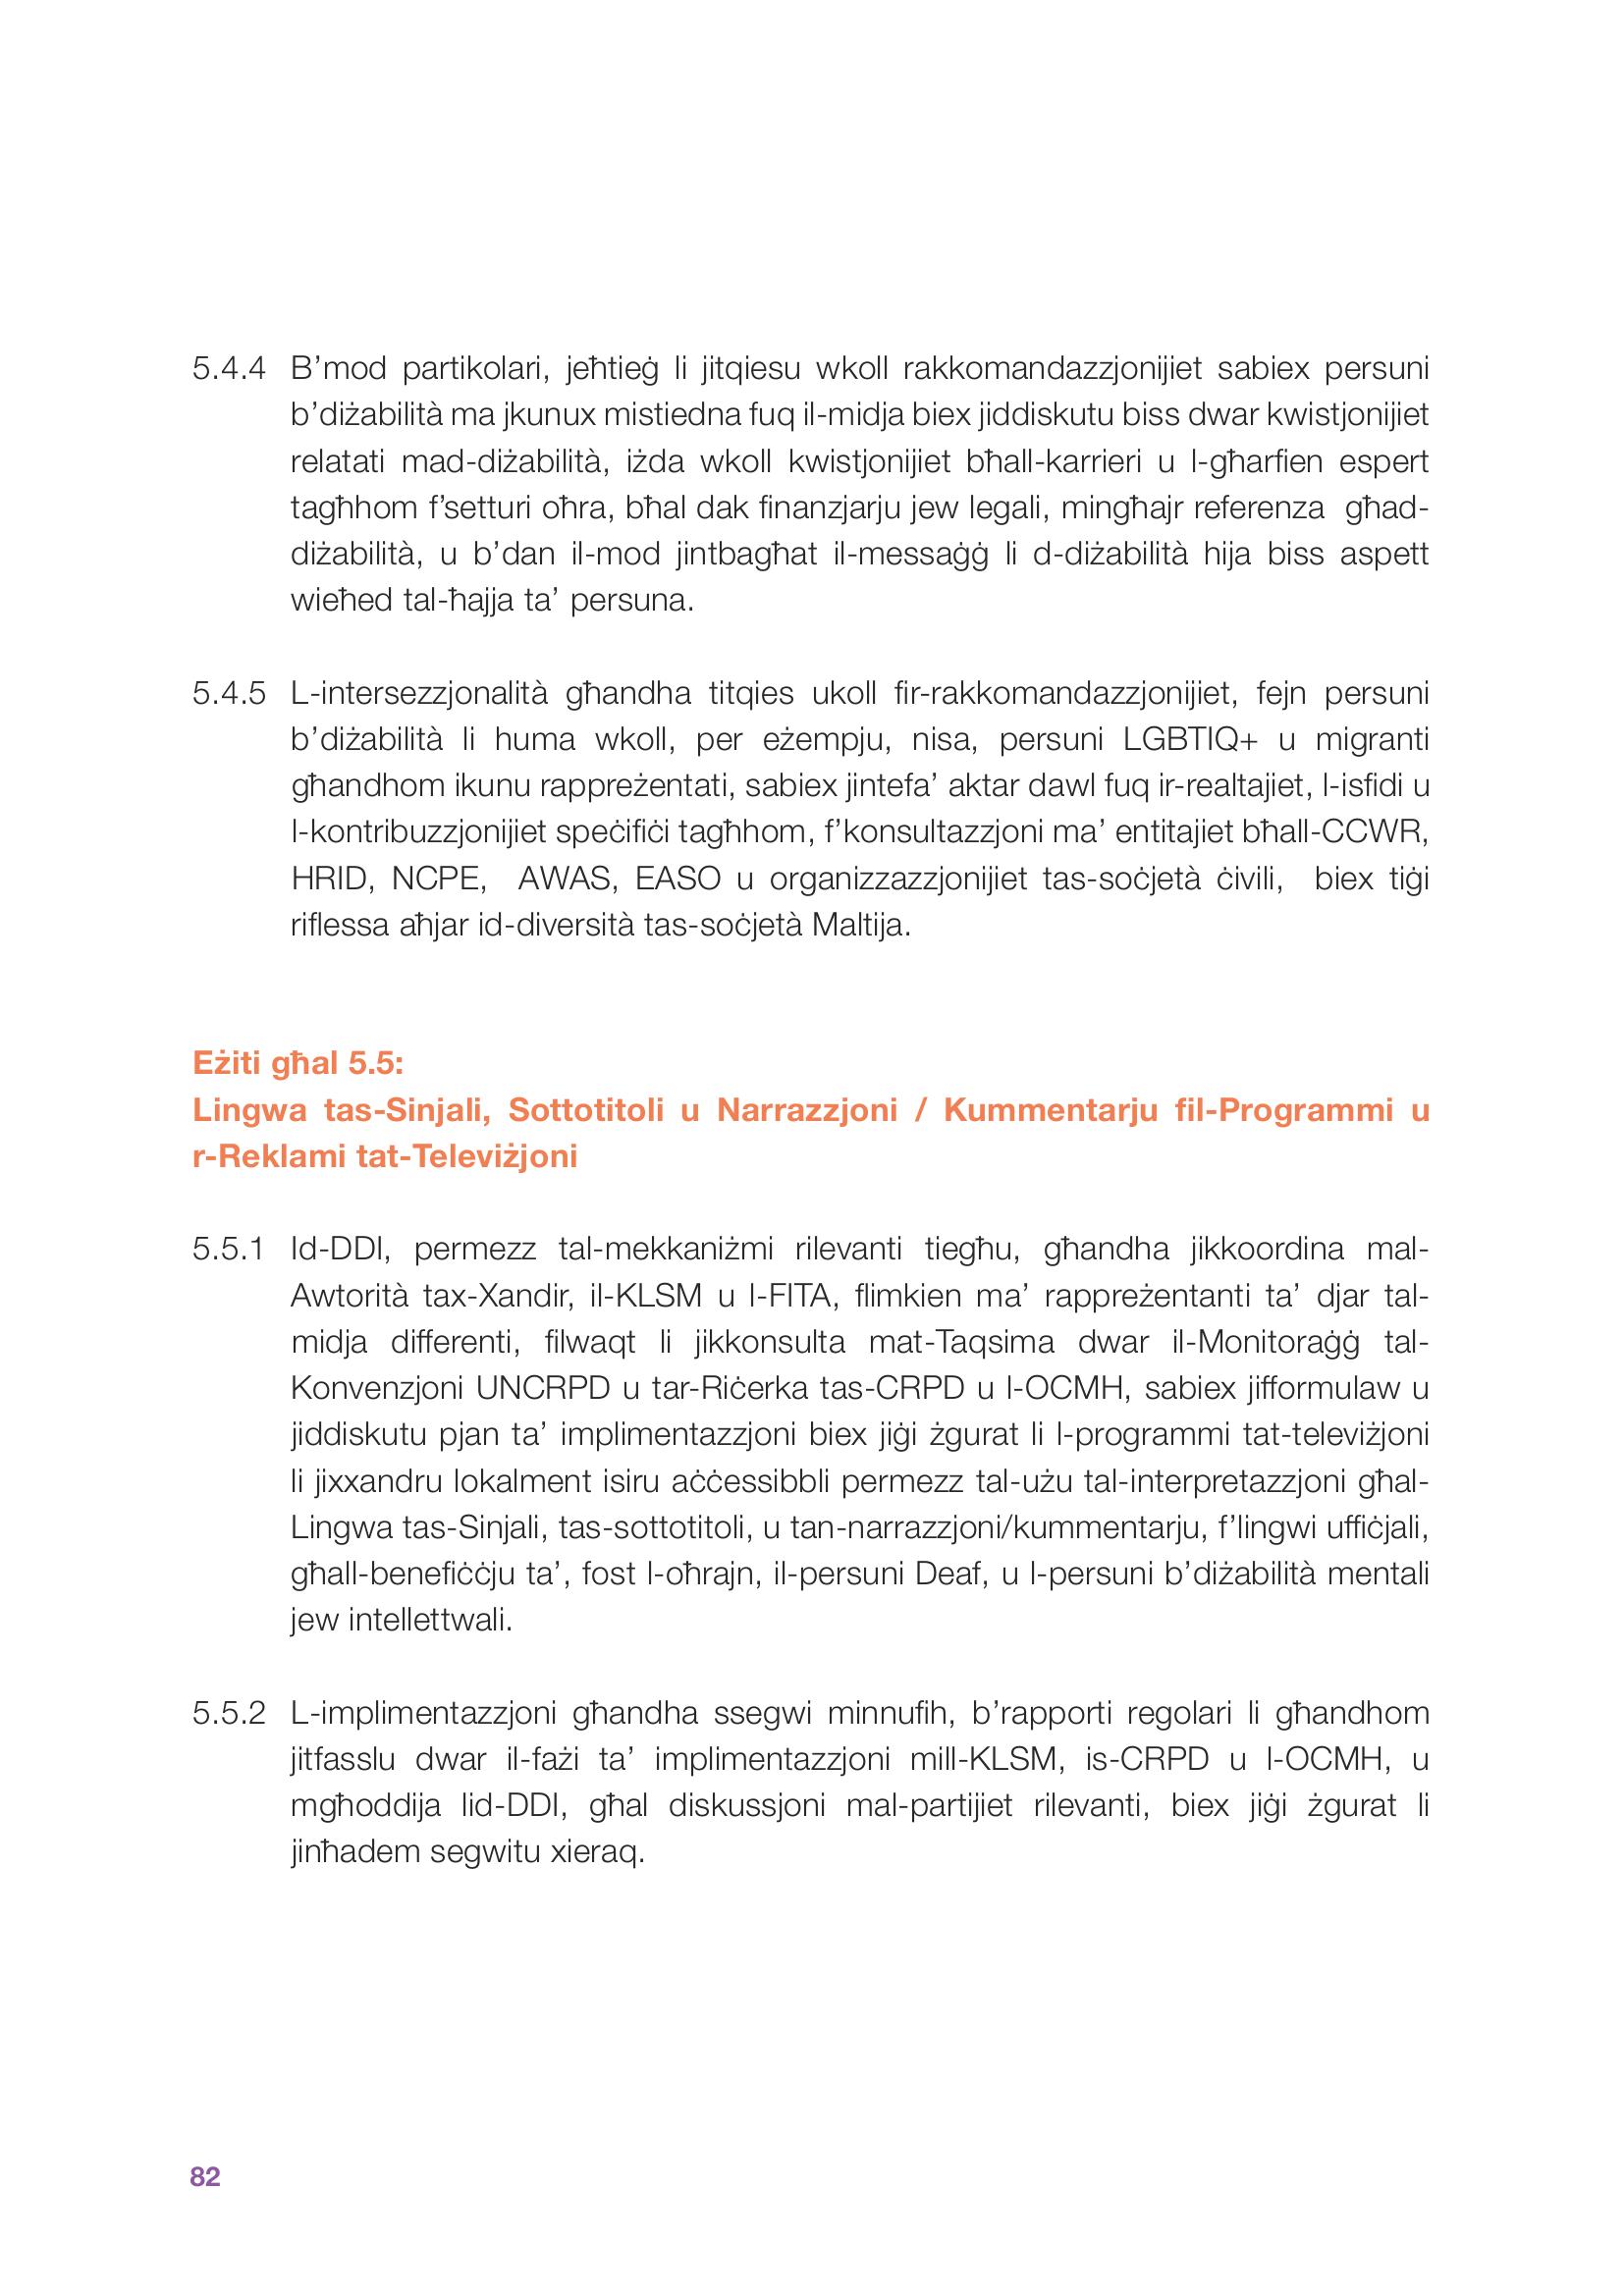 5.4.4 B’mod partikolari, jeħtieġ li jitqiesu wkoll rakkomandazzjonijiet sabiex persuni
b’diżabilità ma jkunux mistiedna fuq il-midja biex jiddiskutu biss dwar kwistjonijiet
relatati mad-diżabilità, iżda wkoll kwistjonijiet bħall-karrieri u l-għarfien espert
tagħhom f’setturi oħra, bħal dak finanzjarju jew legali, mingħajr referenza għad-
diżabilità, u b’dan il-mod jintbagħat il-messaġġ li d-diżabilità hija biss aspett
wieħed tal-ħajja ta’ persuna.
5.4.5 L-intersezzjonalità għandha titqies ukoll fir-rakkomandazzjonijiet, fejn persuni
b’diżabilità li huma wkoll, per eżempju, nisa, persuni LGBTIQ+ u migranti
għandhom ikunu rappreżentati, sabiex jintefa’ aktar dawl fuq ir-realtajiet, l-isfidi u
l-kontribuzzjonijiet speċifiċi tagħhom, f’konsultazzjoni ma’ entitajiet bħall-CCWR,
HRID, NCPE, AWAS, EASO u organizzazzjonijiet tas-soċjetà ċivili, biex tiġi
riflessa aħjar id-diversità tas-soċjetà Maltija.
Eżiti għal 5.5:
Lingwa tas-Sinjali, Sottotitoli u Narrazzjoni / Kummentarju fil-Programmi u
r-Reklami tat-Televiżjoni
5.5.1 Id-DDI, permezz tal-mekkaniżmi rilevanti tiegħu, għandha jikkoordina mal-
Awtorità tax-Xandir, il-KLSM u l-FITA, flimkien ma’ rappreżentanti ta’ djar tal-
midja differenti, filwaqt li jikkonsulta mat-Taqsima dwar il-Monitoraġġ tal-
Konvenzjoni UNCRPD u tar-Riċerka tas-CRPD u l-OCMH, sabiex jifformulaw u
jiddiskutu pjan ta’ implimentazzjoni biex jiġi żgurat li l-programmi tat-televiżjoni
li jixxandru lokalment isiru aċċessibbli permezz tal-użu tal-interpretazzjoni għal-
Lingwa tas-Sinjali, tas-sottotitoli, u tan-narrazzjoni/kummentarju, f’lingwi uffiċjali,
għall-benefiċċju ta’, fost l-oħrajn, il-persuni Deaf, u l-persuni b’diżabilità mentali
jew intellettwali.
5.5.2 L-implimentazzjoni għandha ssegwi minnufih, b’rapporti regolari li għandhom
jitfasslu dwar il-fażi ta’ implimentazzjoni mill-KLSM, is-CRPD u l-OCMH, u
mgħoddija lid-DDI, għal diskussjoni mal-partijiet rilevanti, biex jiġi żgurat li
jinħadem segwitu xieraq.
82